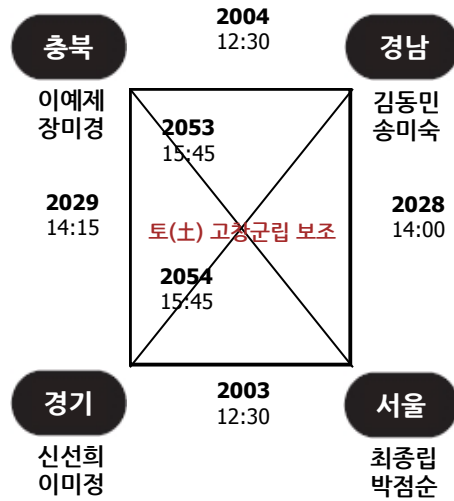 2004
12:30
충북
경남
이예제
장미경
김동민
송미숙
2053
15:45
2029
14:15
2028
14:00
토(土) 고창군립 보조
2054
15:45
경기
2003
12:30
서울
신선희
이미정
최종립
박점순